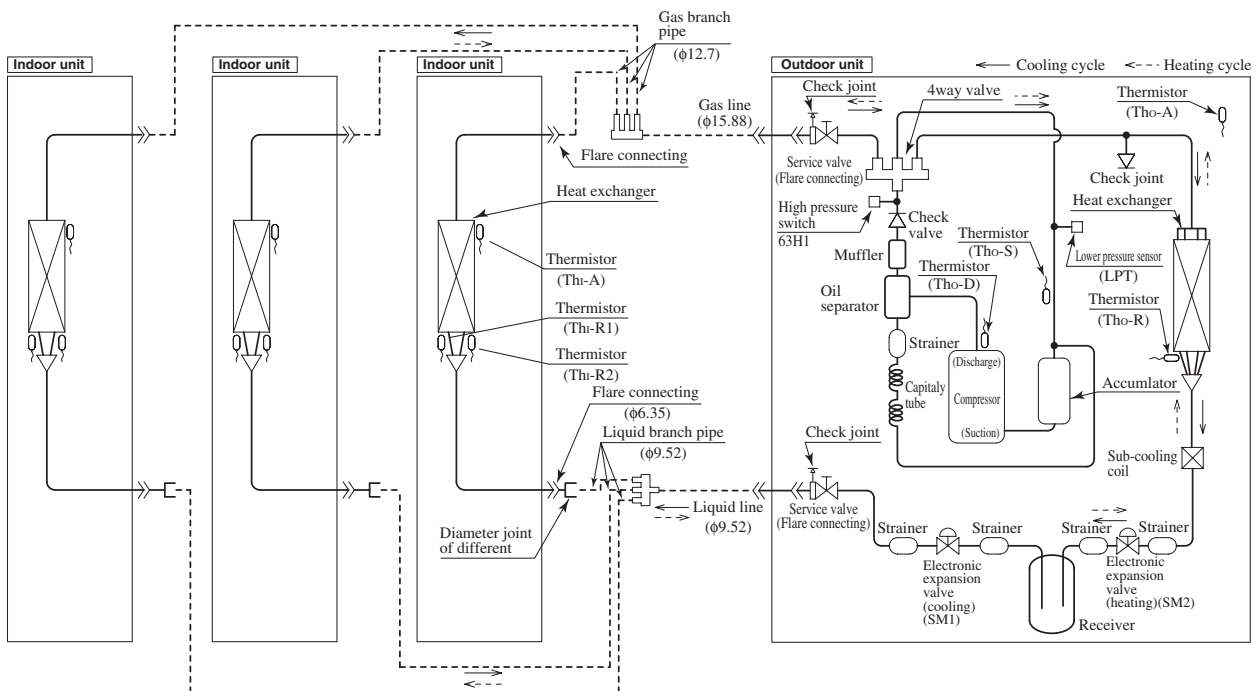 Indoor unit
Indoor unit
Indoor unit
Gas branch
pipe
(ϕ12.7)
Gas line
(ϕ15.88)
Flare connecting
Heat exchanger
Thermistor
(ThI-A)
Thermistor
(ThI-R1)
Thermistor
(ThI-R2)
Flare connecting
(ϕ6.35)
Liquid branch pipe
(ϕ9.52)
Liquid line
(ϕ9.52)
Diameter joint
of different
Outdoor unit
Cooling cycle
Heating cycle
Check joint
4way valve
Thermistor
(Tho-A)
Service valve
(Flare connecting)
Check joint
High pressure
switch
63H1
Check
valve
Heat exchanger
Muffler
Thermistor
(Tho-S)
Lower pressure sensor
(LPT)
Thermistor
(Tho-D)
Oil
separator
Thermistor
(Tho-R)
Strainer
(Discharge)
Compressor
(Suction)
Capitaly
tube
Accumlator
Check joint
Sub-cooling
coil
Service valve
(Flare connecting)
Strainer
Strainer
Strainer
Strainer
Electronic
expansion
valve
(cooling)
(SM1)
Electronic
expansion
valve
(heating)(SM2)
Receiver